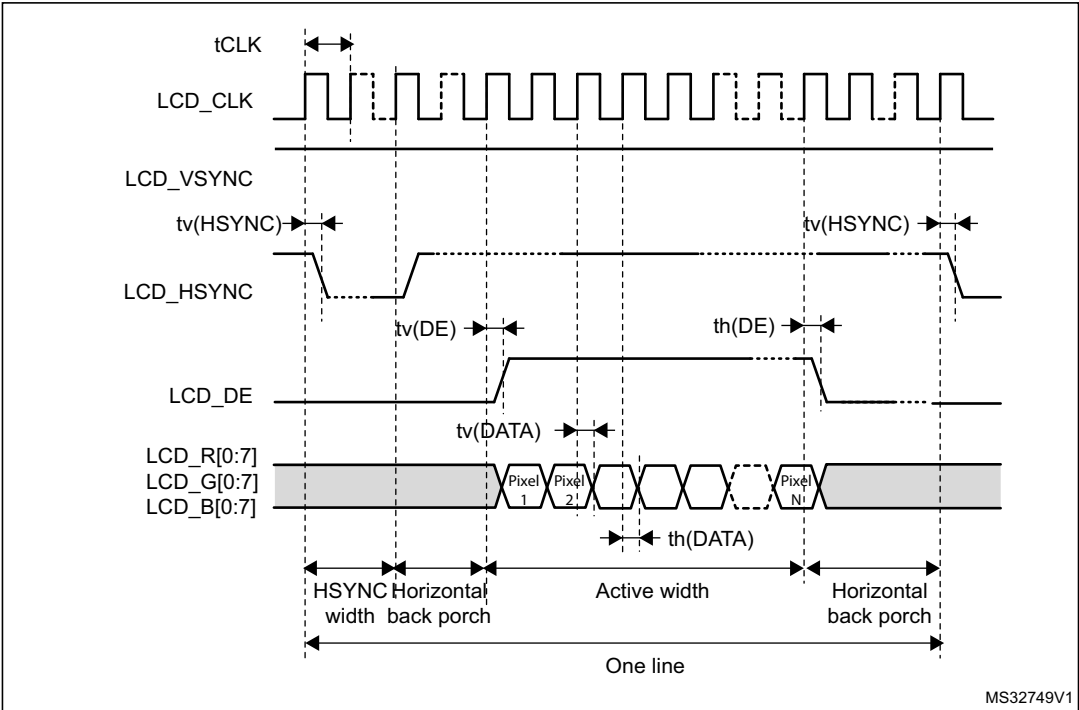 tCLK
LCD_CLK
LCD_VSYNC
tv(HSYNC)
tv(HSYNC)
LCD_HSYNC
tv(DE)
th(DE)
LCD_DE
tv(DATA)
LCD_R[0:7]
LCD_G[0:7]
LCD_B[0:7]
Pixel
1
Pixel
2
Pixel
N
th(DATA)
HSYNC
width
Horizontal
back porch
Active width
Horizontal
back porch
One line
MS32749V1